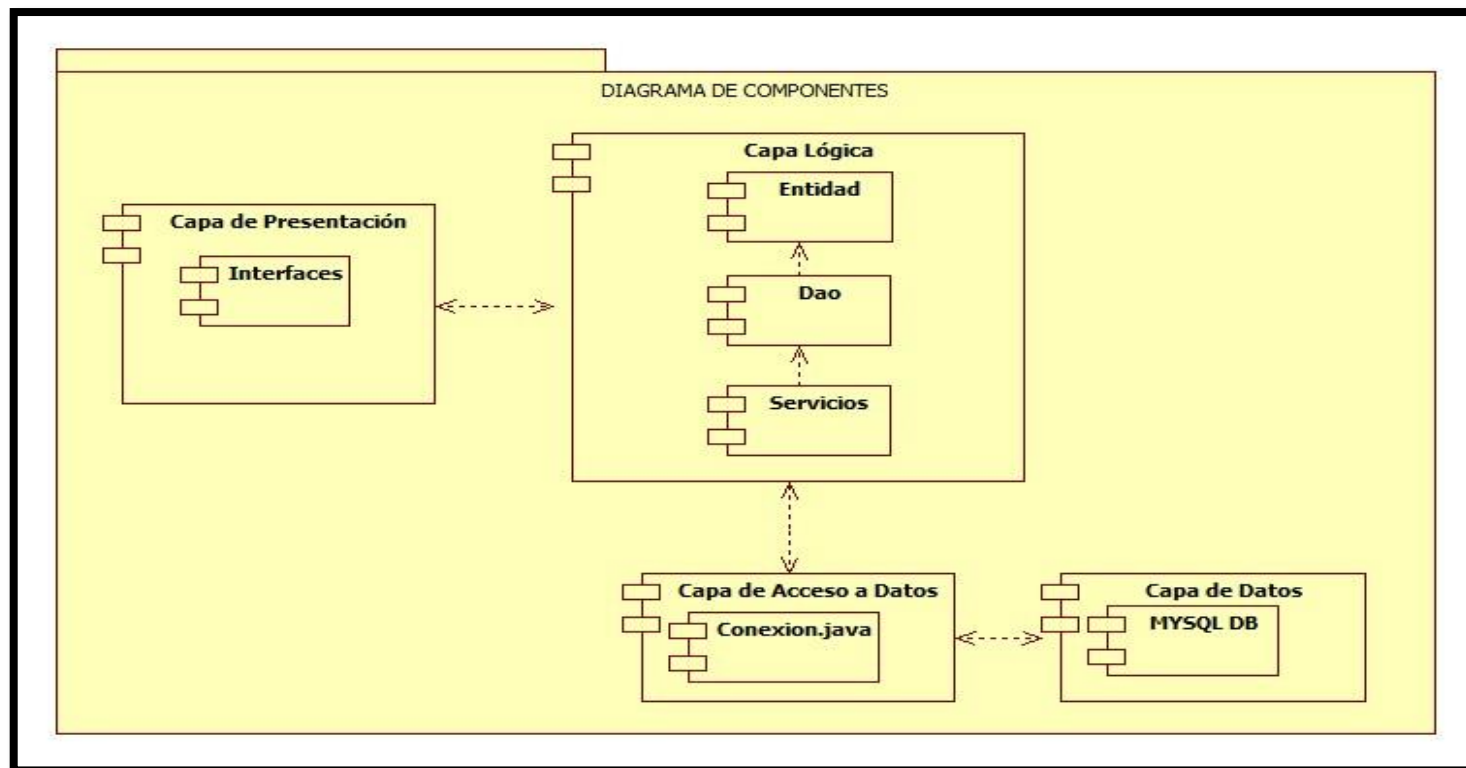 DIAGRAMA DE COMPONENTES
Capa de Presentación
Interfaces
Capa Lógica
Entidad
Dao
Servicios
Capa de Acceso a Datos
Conexion.java
Capa de Datos
MYSQL DB